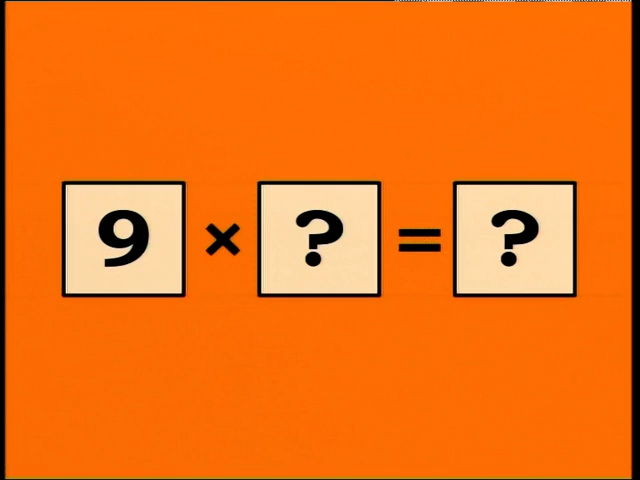 9 × ? = ?